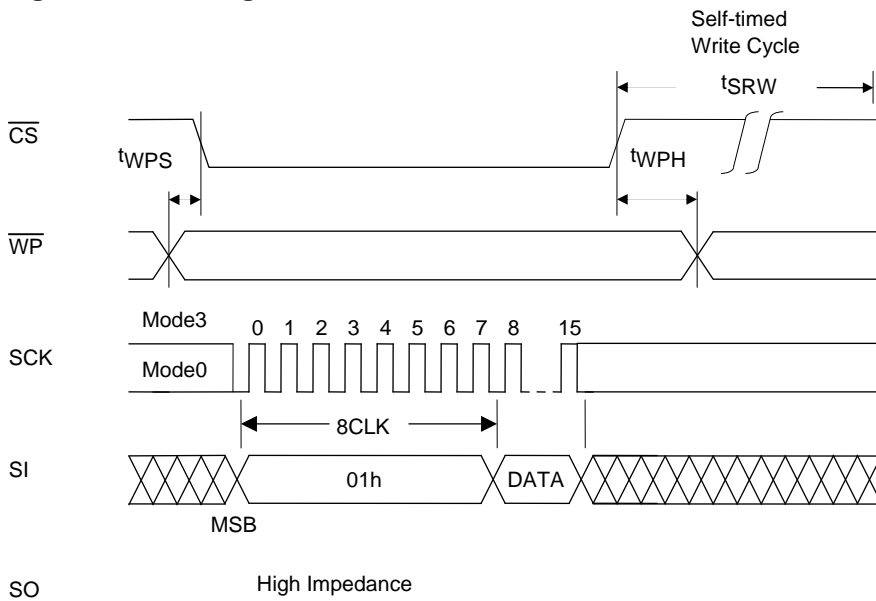 Self-timed
Write Cycle
tSRW
CS
tWPS
tWPH
WP
Mode3
0 1 2 3 4 5 6 7 8 15
SCK
Mode0
8CLK
SI
01h
DATA
MSB
SO
High Impedance